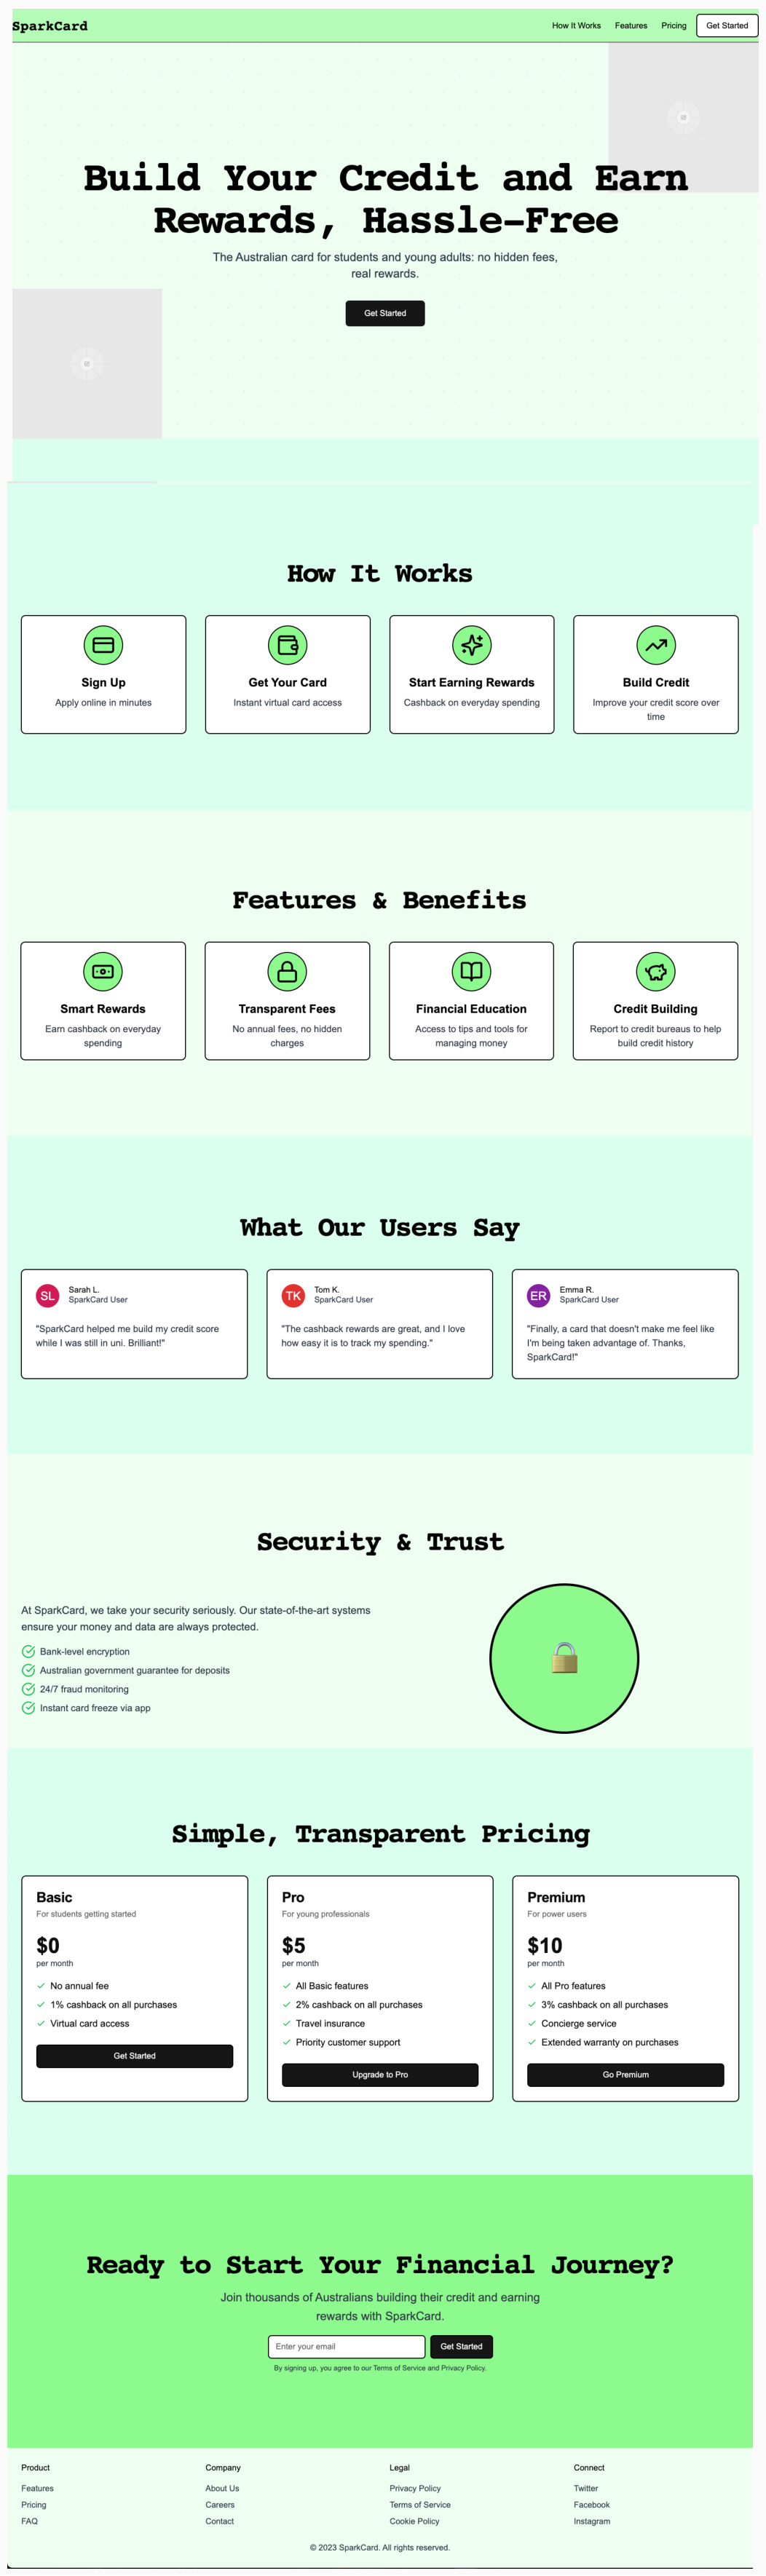 SparkCard
How It Works
Features
Pricing
Get Started
Build Your Credit and Earn
Rewards, Hassle-Free
The Australian card for students and young adults: no hidden fees,
real rewards.
Get Started
How It Works
Sign Up
Apply online in minutes
Get Your Card
Instant virtual card access
Start Earning Rewards
Cashback on everyday spending
Build Credit
Improve your credit score over
time
Features & Benefits
Smart Rewards
Earn cashback on everyday
spending
Transparent Fees
No annual fees, no hidden
charges
Financial Education
Access to tips and tools for
managing money
Credit Building
Report to credit bureaus to help
build credit history
What Our Users Say
SL
Sarah L.
SparkCard User
"SparkCard helped me build my credit score
while I was still in uni. Brilliant!"
TK
Tom K.
SparkCard User
"The cashback rewards are great, and I love
how easy it is to track my spending."
ER
Emma R.
SparkCard User
"Finally, a card that doesn't make me feel like
I'm being taken advantage of. Thanks,
SparkCard!"
Security & Trust
At SparkCard, we take your security seriously. Our state-of-the-art systems
ensure your money and data are always protected.
Bank-level encryption
Australian government guarantee for deposits
24/7 fraud monitoring
Instant card freeze via app
Simple, Transparent Pricing
Basic
For students getting started
$0
per month
No annual fee
1% cashback on all purchases
Virtual card access
Get Started
Pro
For young professionals
$5
per month
All Basic features
2% cashback on all purchases
Travel insurance
Priority customer support
Upgrade to Pro
Premium
For power users
$10
per month
All Pro features
3% cashback on all purchases
Concierge service
Extended warranty on purchases
Go Premium
Ready to Start Your Financial Journey?
Join thousands of Australians building their credit and earning
rewards with SparkCard.
Enter your email
Get Started
By signing up, you agree to our Terms of Service and Privacy Policy.
Product
Features
Pricing
FAQ
Company
About Us
Careers
Contact
Legal
Privacy Policy
Terms of Service
Cookie Policy
Connect
Twitter
Facebook
Instagram
© 2023 SparkCard. All rights reserved.